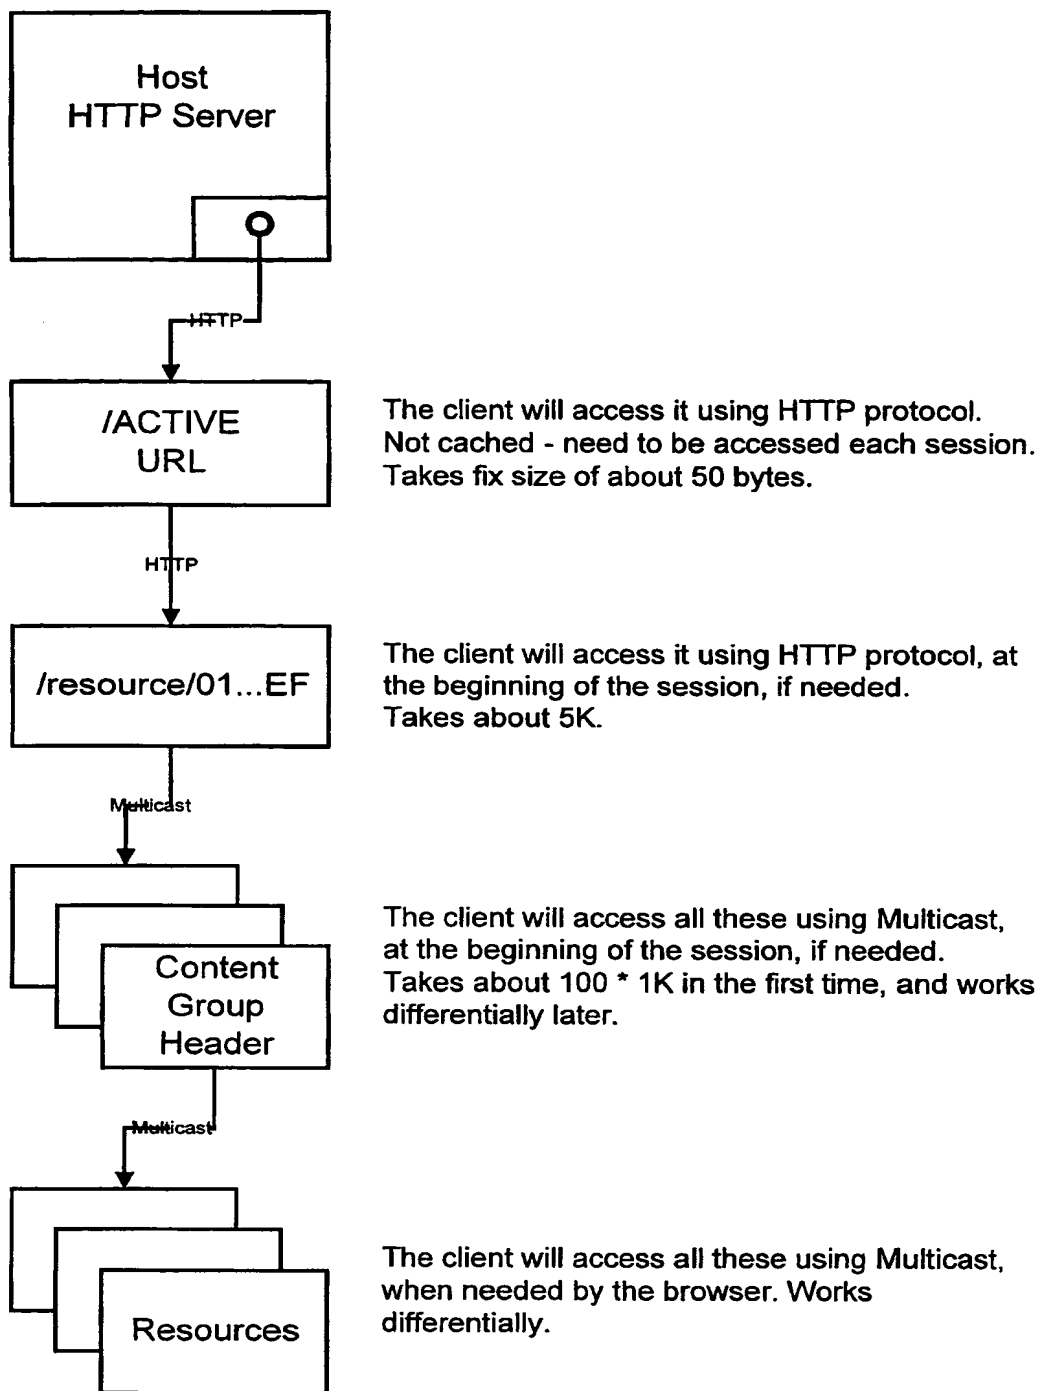 Host
HTTP Server
HTTP
/ACTIVE
URL
The client will access it using HTTP protocol.
Not cached - need to be accessed each session.
Takes fix size of about 50 bytes.
HTTP
/resource/01...EF
The client will access it using HTTP protocol, at
the beginning of the session, if needed.
Takes about 5K.
Multicast
Content
Group
Header
The client will access all these using Multicast,
at the beginning of the session, if needed.
Takes about 100 * 1K in the first time, and works
differentially later.
Multicast
Resources
The client will access all these using Multicast,
when needed by the browser. Works
differentially.